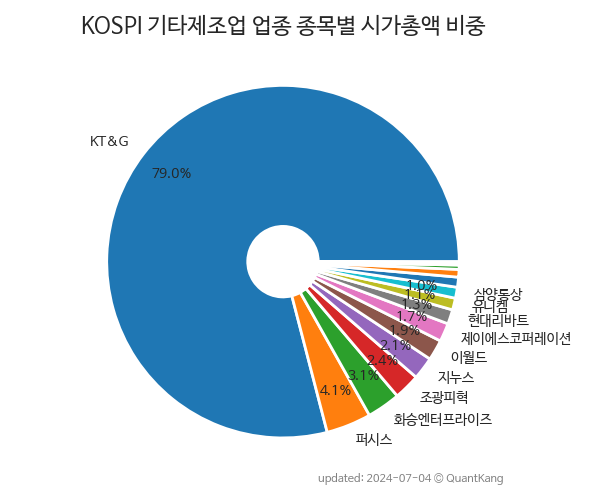 KOSPI 기타제조업 업종 종목별 시가총액 비중
KT&G
79.0%
1.0%
삼양통상
1.1%
유니켐
1.3%
현대리바트
1.7%
제이에스코퍼레이션
1.9%
이월드
2.1%
지누스
2.4%
조광피혁
3.1%
화승엔터프라이즈
4.1%
퍼시스
updated: 2024-07-04 © QuantKang